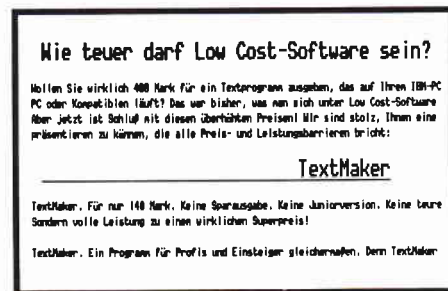 Wie teuer darf Low Cost-Software sein?
Wollen Sie wirklich 400 Mark für ein Textprogramm ausgeben, das auf Ihrem IBM-PC
PC oder Kompatiblen läuft? Das war bisher, was man sich unter Low Cost-Software
Aber jetzt ist Schluß mit diesen überhöhten Preisen! Wir sind stolz, Ihnen eine
präsentieren zu können, die alle Preis- und Leistungsbarrieren bricht:
TextMaker
TextMaker. Für nur 140 Mark. Keine Sparausgabe. Keine Juniorversion. Keine teure
Sondern volle Leistung zu einem wirklichen Superpreis!
TextMaker. Ein Programm für Profis und Einsteiger gleichermaßen. Denn TextMaker